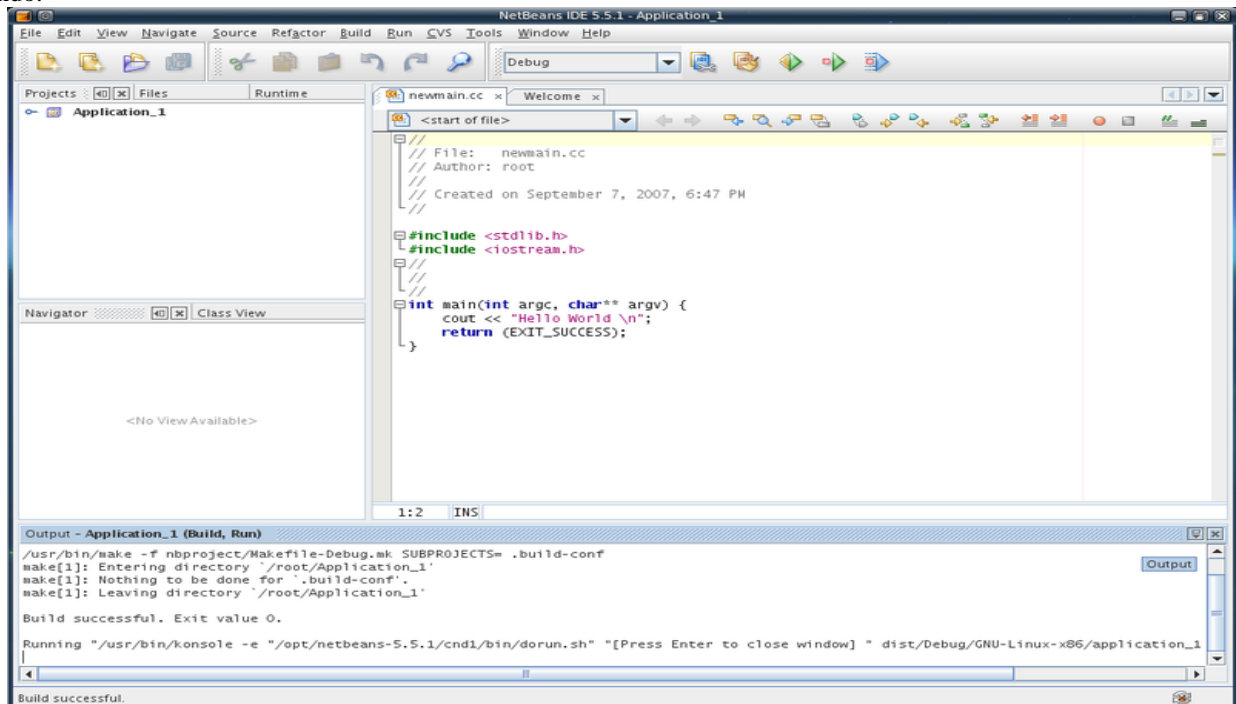 NetBeans IDE 5.5.1 - Application_1
File Edit View Navigate Source Refactor Build Run CVS Tools Window Help
Debug
Projects Files Runtime
Application_1
newmain.cc Welcome
<start of file>
//
// File:   newmain.cc
// Author: root
//
// Created on September 7, 2007, 6:47 PM
//
#include <stdlib.h>
#include <iostream.h>
//
//
//
int main(int argc, char** argv) {
    cout << "Hello World \n";
    return (EXIT_SUCCESS);
}
Navigator Class View
<No View Available>
1:2 INS
Output - Application_1 (Build, Run)
/usr/bin/make -f nbproject/Makefile-Debug.mk SUBPROJECTS= .build-conf
make[1]: Entering directory `/root/Application_1'
make[1]: Nothing to be done for `.build-conf'.
make[1]: Leaving directory `/root/Application_1'
Output
Build successful. Exit value 0.
Running "/usr/bin/konsole -e "/opt/netbeans-5.5.1/cnd1/bin/dorun.sh" "[Press Enter to close window] " dist/Debug/GNU-Linux-x86/application_1
Build successful.